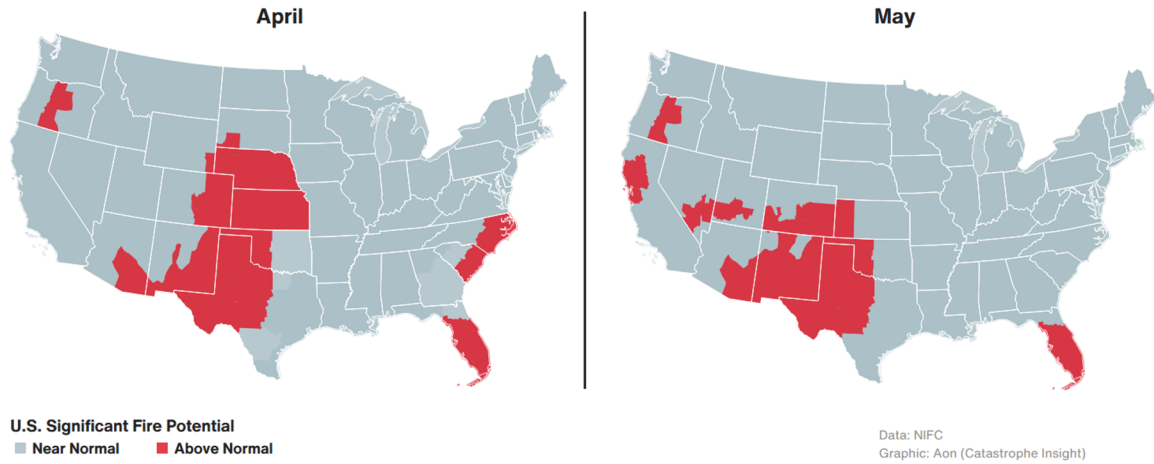 April
May
U.S. Significant Fire Potential
Near Normal
Above Normal
Data: NIFC
Graphic: Aon (Catastrophe Insight)